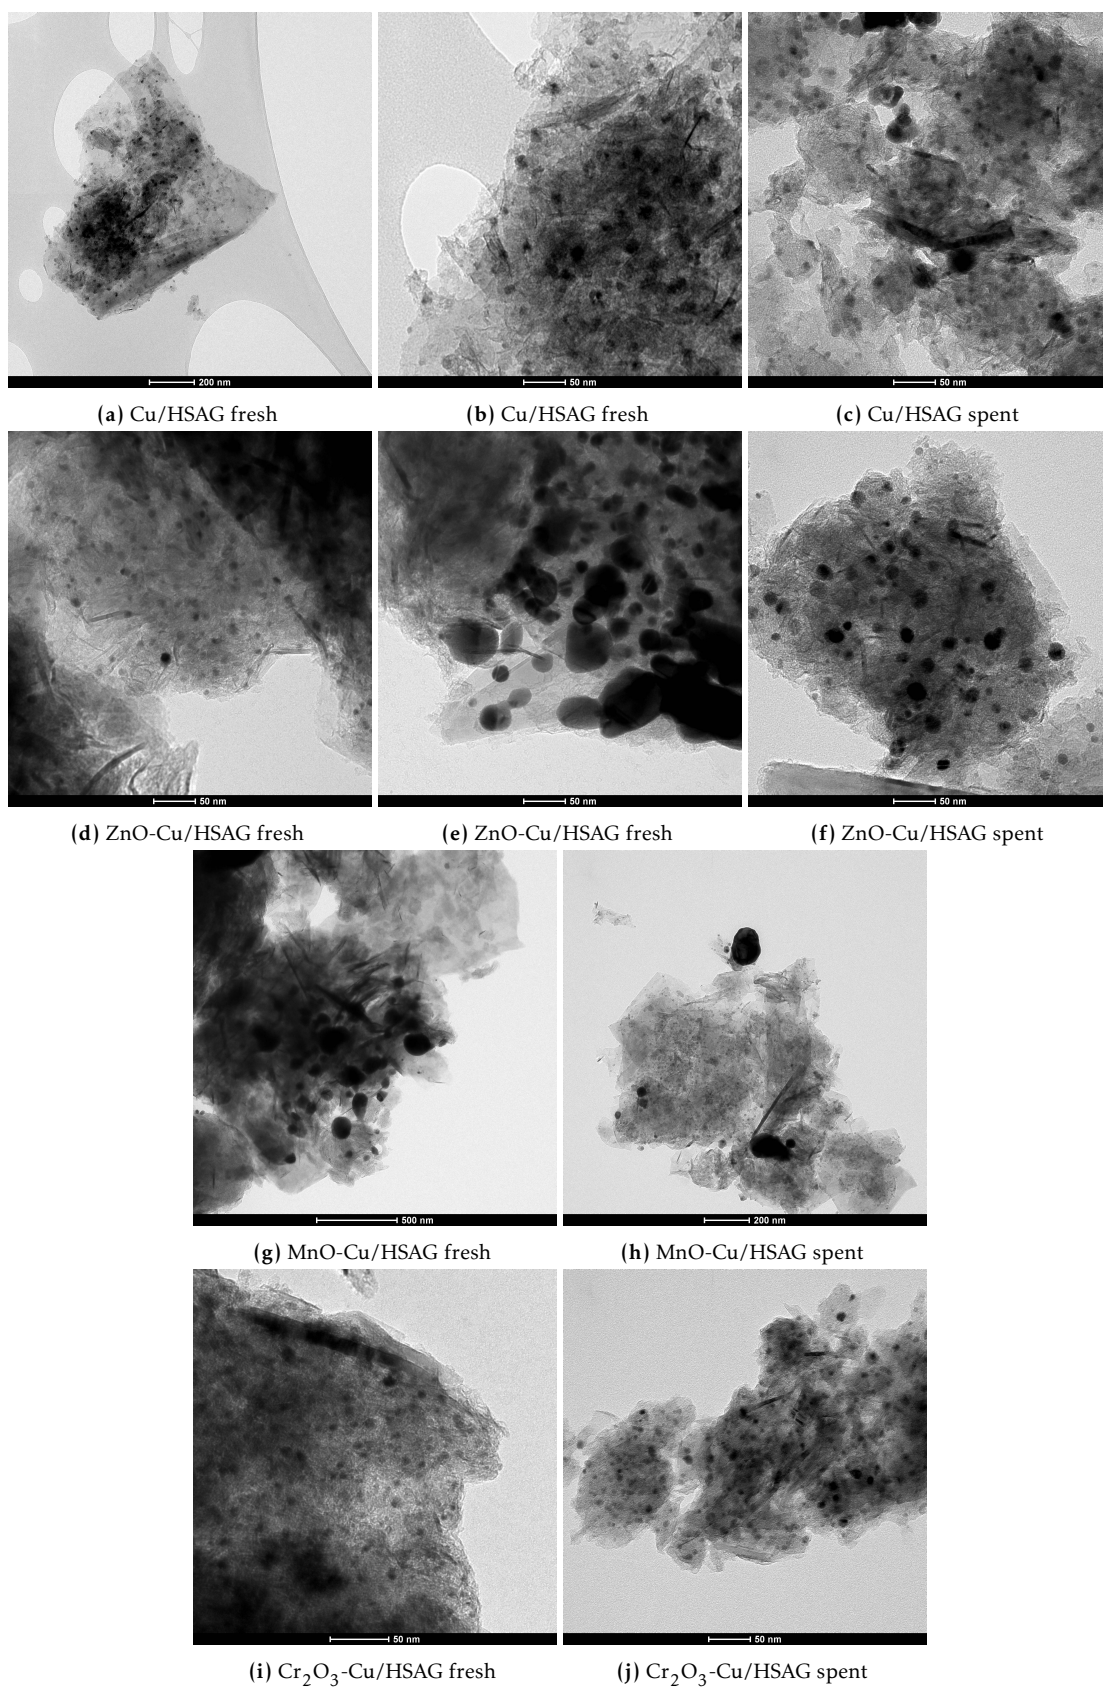 200 nm 50 nm 50 nm
(a) Cu/HSAG fresh (b) Cu/HSAG fresh (c) Cu/HSAG spent
50 nm 50 nm 50 nm
(d) ZnO-Cu/HSAG fresh (e) ZnO-Cu/HSAG fresh (f) ZnO-Cu/HSAG spent
500 nm 200 nm
(g) MnO-Cu/HSAG fresh (h) MnO-Cu/HSAG spent
50 nm 50 nm
(i) Cr₂O₃-Cu/HSAG fresh (j) Cr₂O₃-Cu/HSAG spent